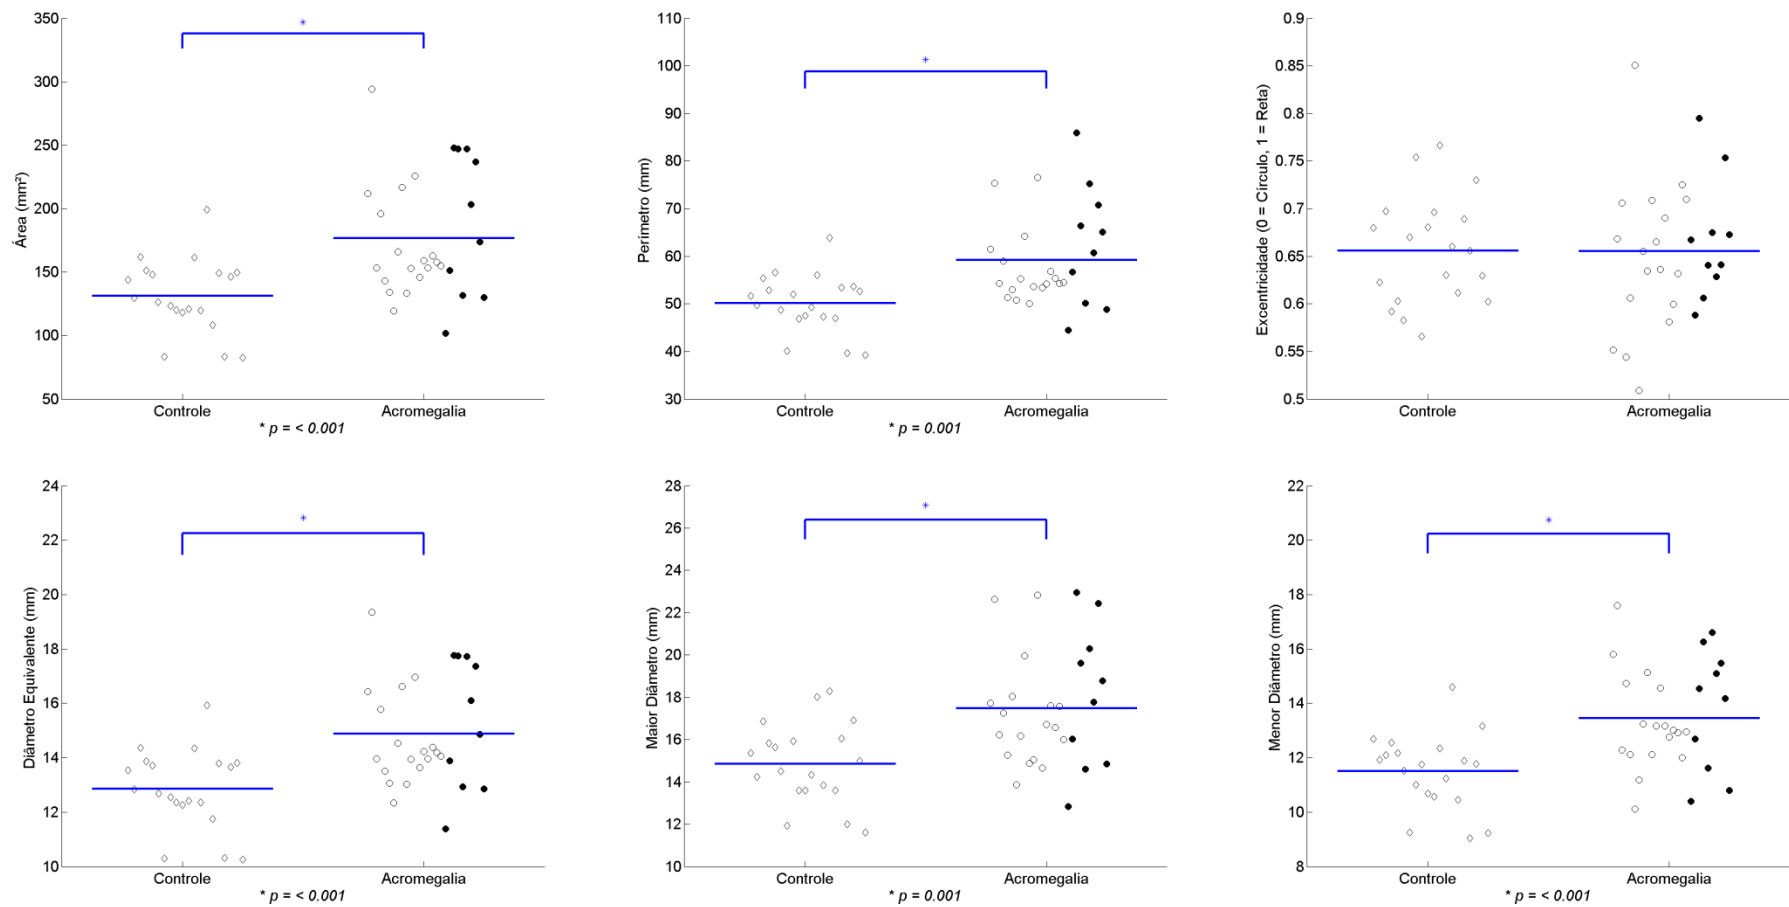 350
300
250
200
150
100
50
Área (mm²)
*
Controle
Acromegalia
* p = < 0.001
110
100
90
80
70
60
50
40
30
Perimetro (mm)
*
Controle
Acromegalia
* p = 0.001
0.9
0.85
0.8
0.75
0.7
0.65
0.6
0.55
0.5
Excentricidade (0 = Círculo, 1 = Reta)
Controle
Acromegalia
24
22
20
18
16
14
12
10
Diâmetro Equivalente (mm)
*
Controle
Acromegalia
* p = < 0.001
28
26
24
22
20
18
16
14
12
10
Maior Diâmetro (mm)
*
Controle
Acromegalia
* p = 0.001
22
20
18
16
14
12
10
8
Menor Diâmetro (mm)
*
Controle
Acromegalia
* p = < 0.001